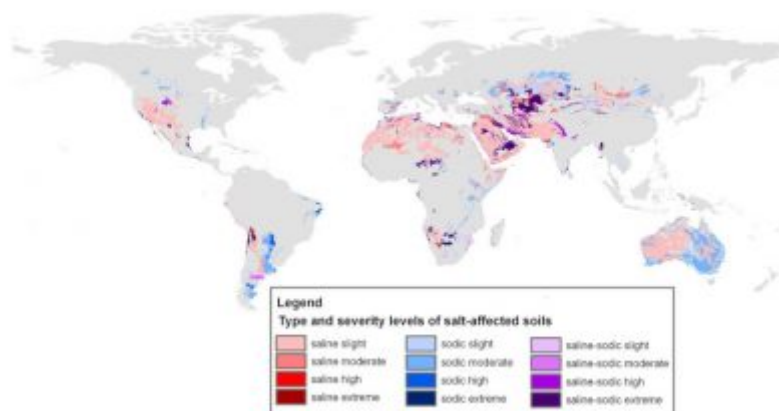 Legend
Type and severity levels of salt-affected soils
saline slight
saline moderate
saline high
saline extreme
sodic slight
sodic moderate
sodic high
sodic extreme
saline-sodic slight
saline-sodic moderate
saline-sodic high
saline-sodic extreme